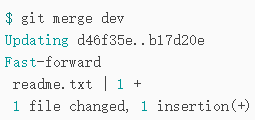 $ git merge dev
Updating d46f35e..b17d20e
Fast-forward
 readme.txt | 1 +
 1 file changed, 1 insertion(+)